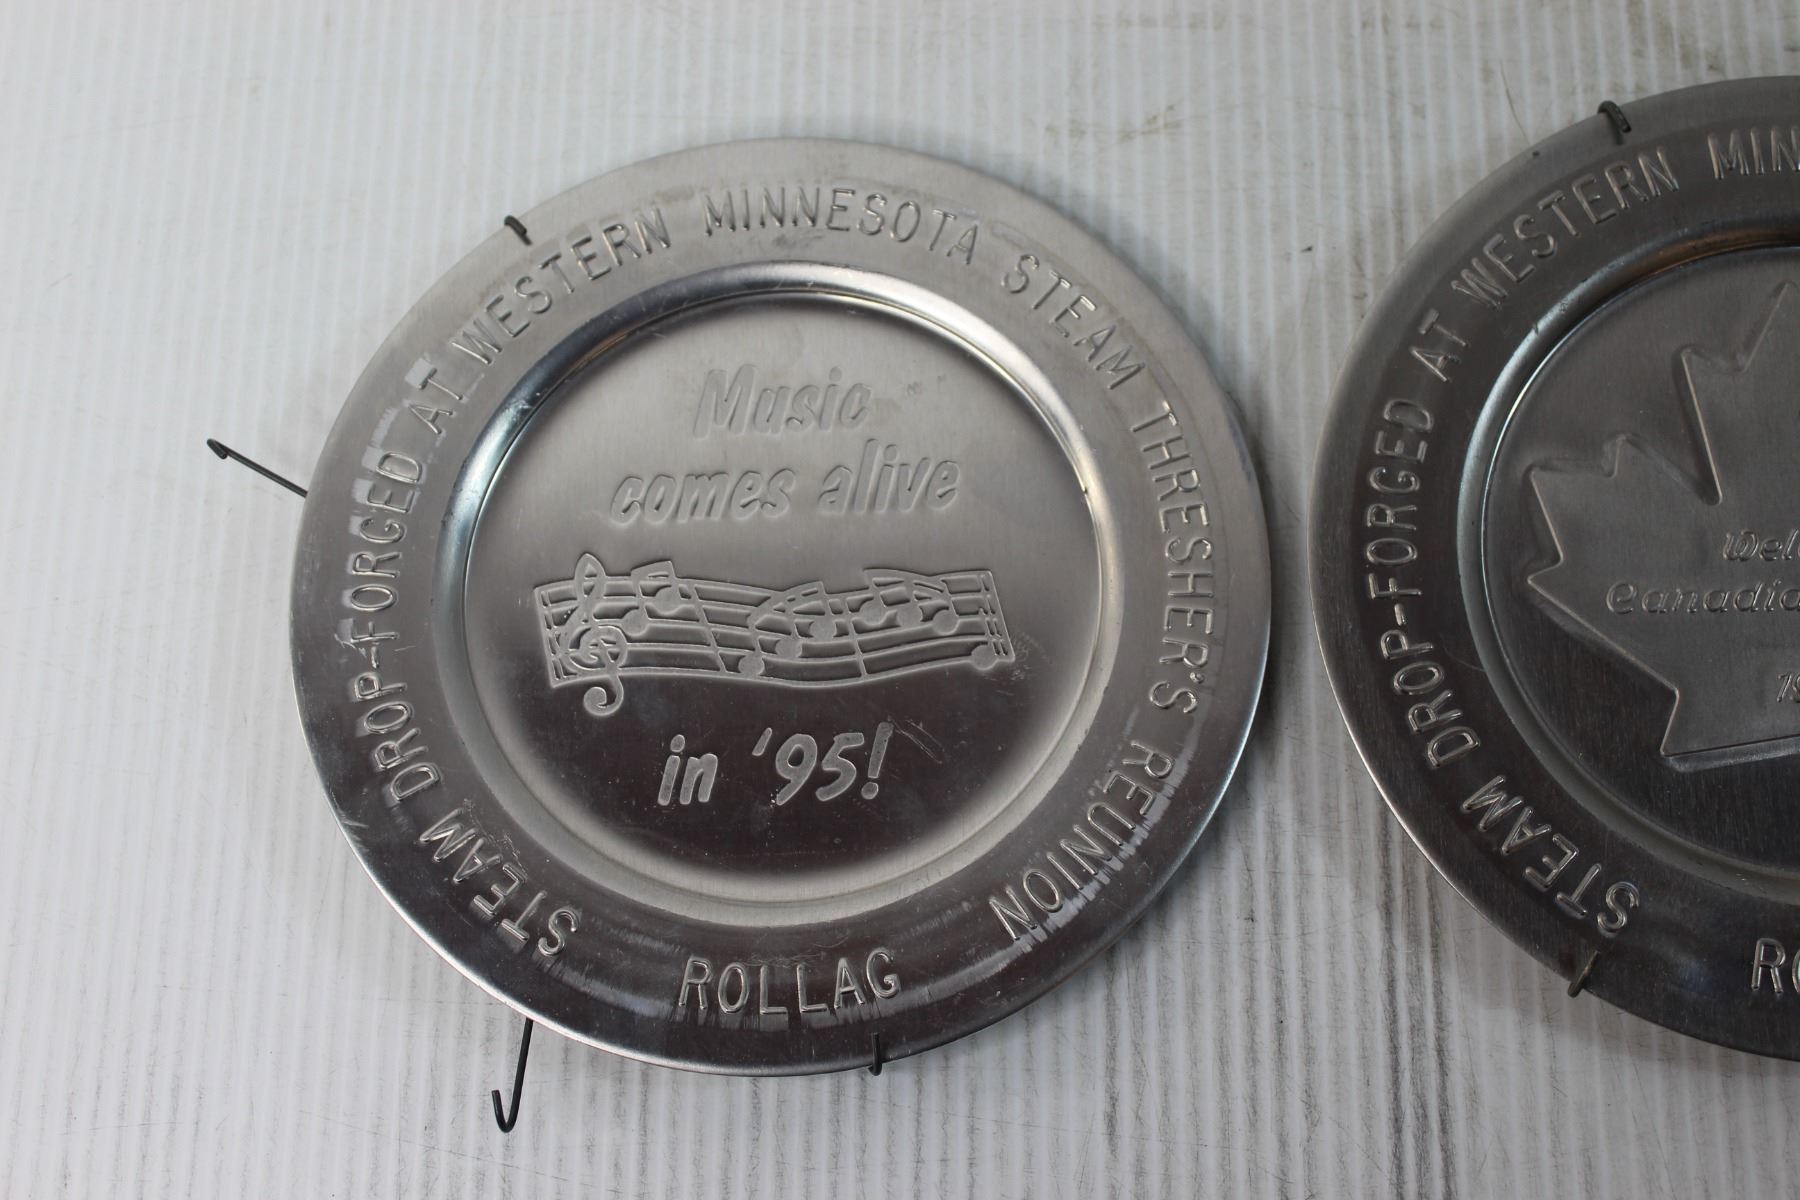 STEAM DROP-FORGED AT WESTERN MINNESOTA STEAM THRESHER'S REUNION
ROLLAG
Music
comes alive
in '95!
STEAM DROP-FORGED AT WESTERN MIN